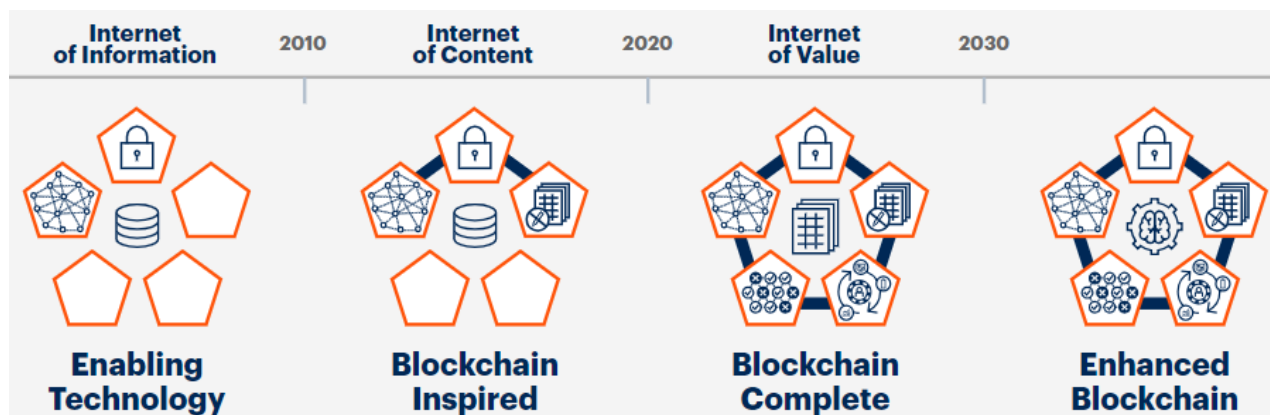 Internet
of Information
2010
Internet
of Content
2020
Internet
of Value
2030
Enabling
Technology
Blockchain
Inspired
Blockchain
Complete
Enhanced
Blockchain